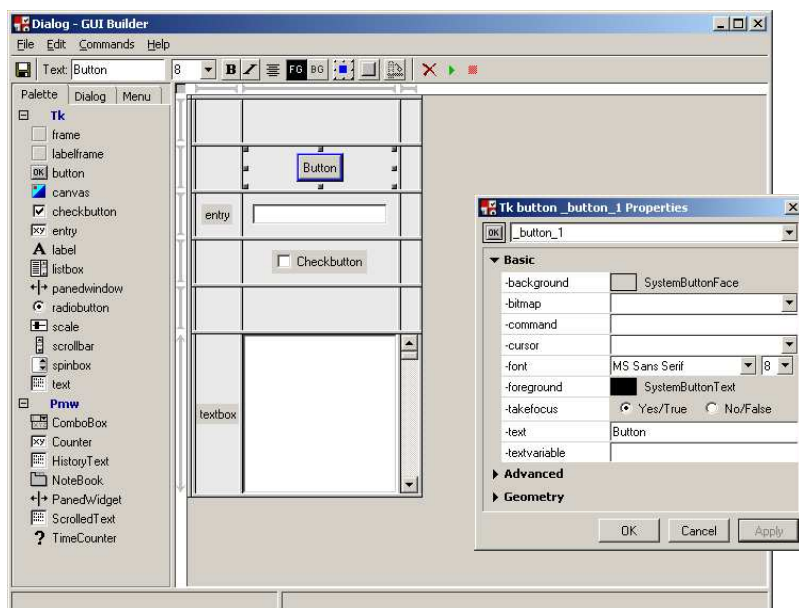 Dialog - GUI Builder
File Edit Commands Help
Text: Button 8 B I FG BG
Palette Dialog Menu
Tk
frame
labelframe
OK button
canvas
checkbutton
entry
A label
listbox
panedwindow
radiobutton
scale
scrollbar
spinbox
text
Pmw
ComboBox
Counter
HistoryText
NoteBook
PanedWidget
ScrolledText
? TimeCounter
Button
entry
Checkbutton
textbox
Tk button _button_1 Properties
OK _button_1
Basic
-background SystemButtonFace
-bitmap
-command
-cursor
-font MS Sans Serif 8
-foreground SystemButtonText
-takefocus Yes/True No/False
-text Button
-textvariable
Advanced
Geometry
OK Cancel Apply